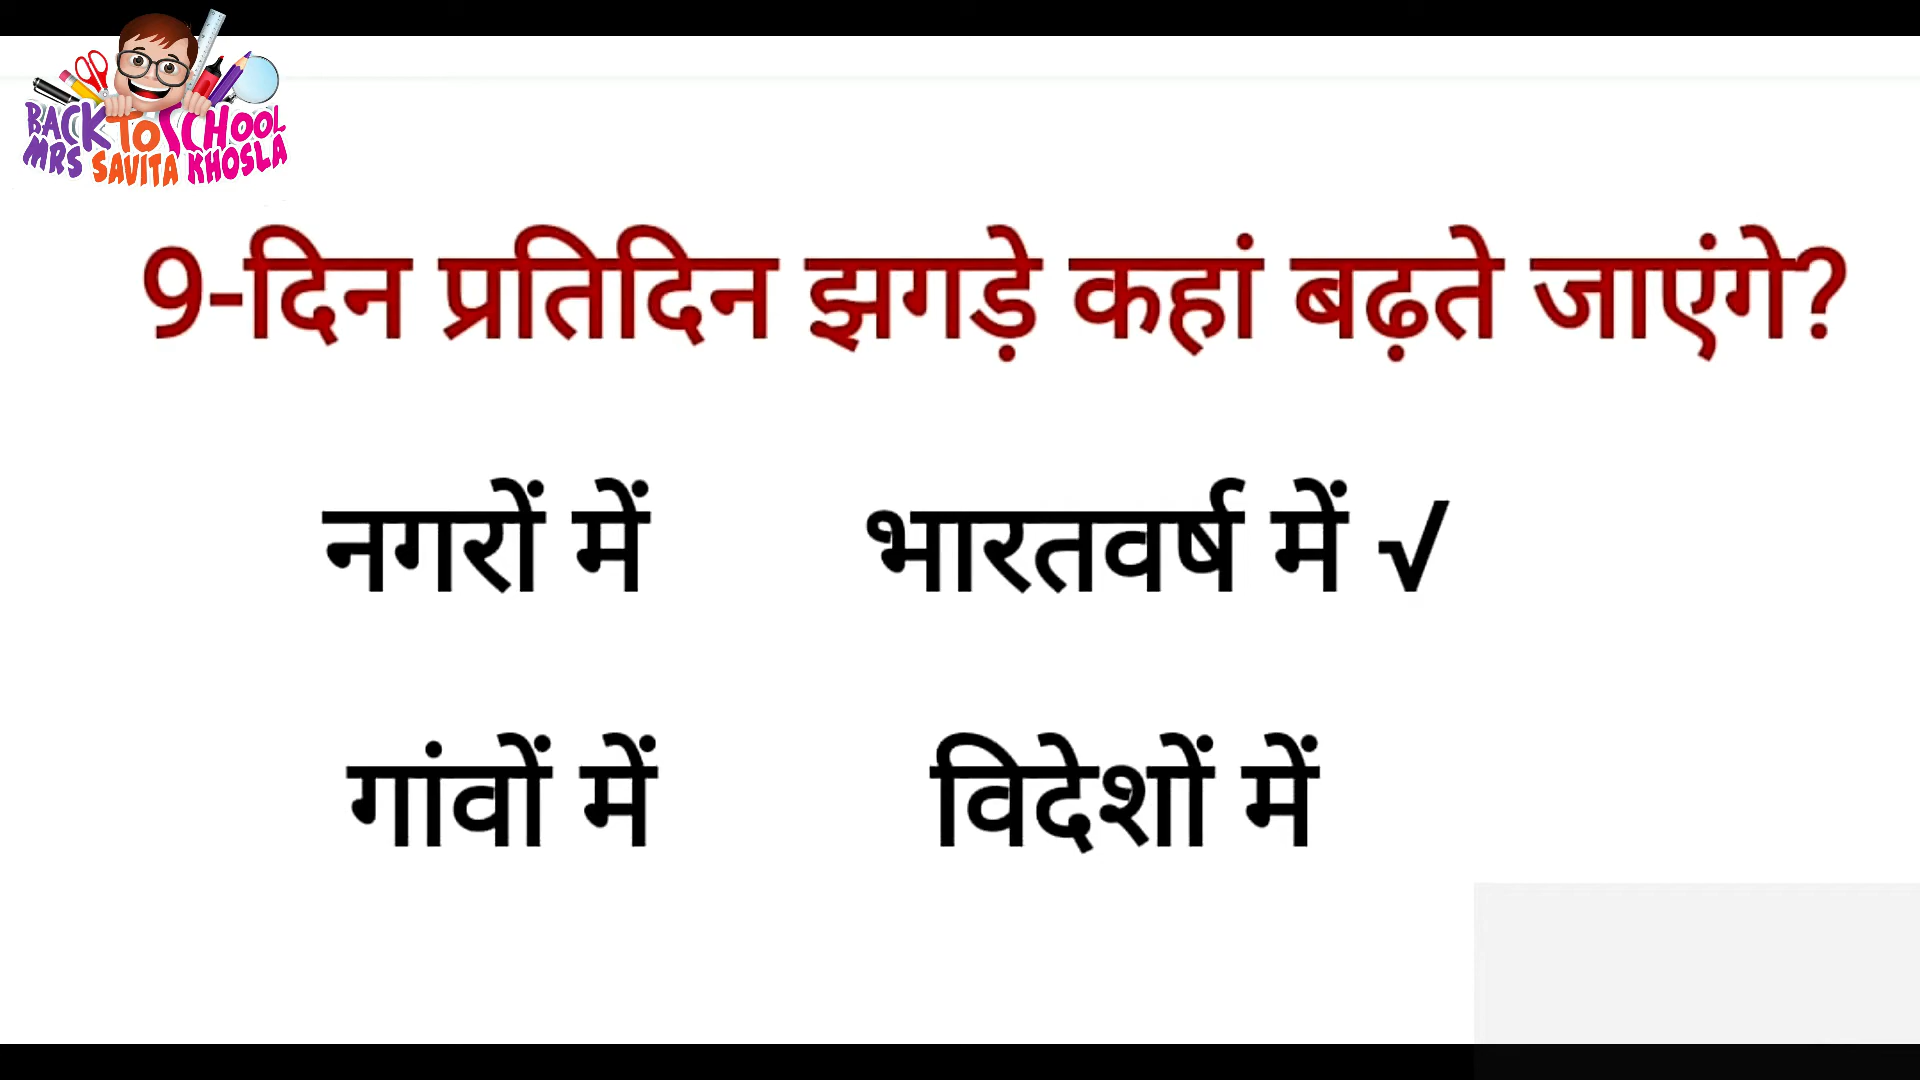 BACK TO SCHOOL
MRS SAVITA KHOSLA
9-दिन प्रतिदिन झगड़े कहां बढ़ते जाएंगे?
नगरों में भारतवर्ष में √
गांवों में विदेशों में